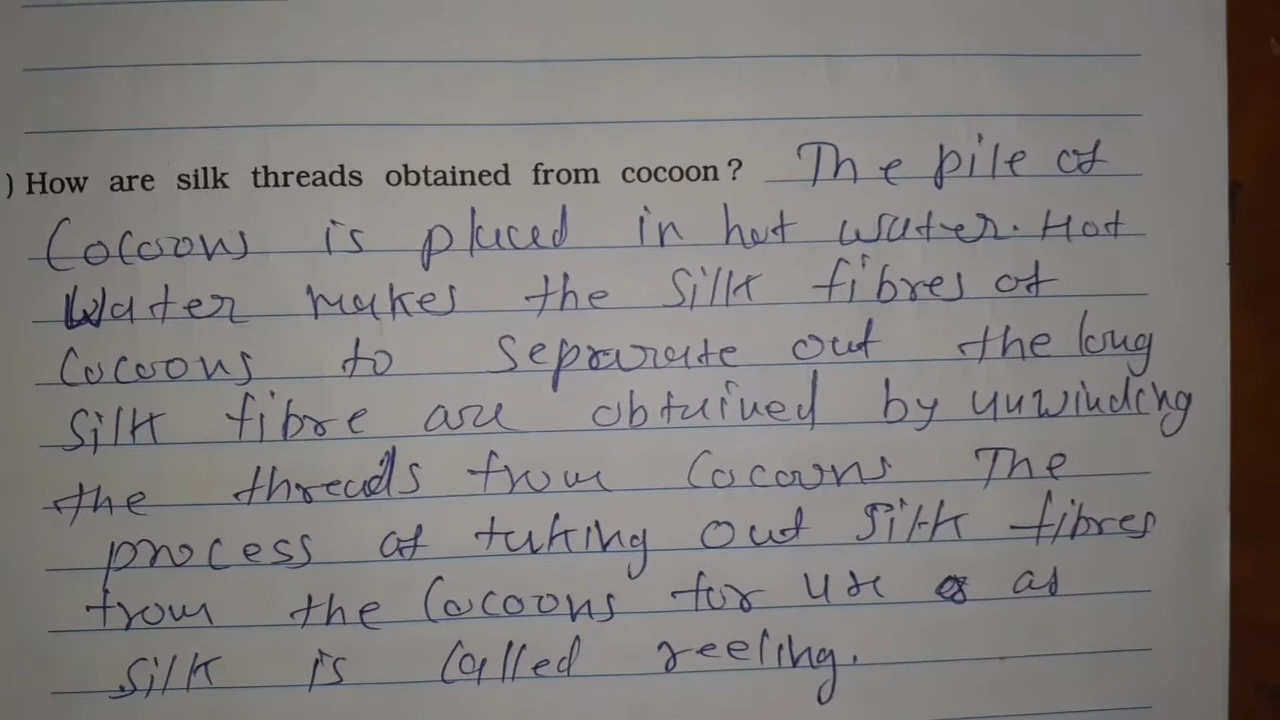 ) How are silk threads obtained from cocoon? The pile of
Cocoons is placed in hot water. Hot
Water makes the Silk fibres of
Cocoons to Separate out the long
Silk fibre are obtained by unwinding
the threads from Cocoons The
process of taking out Silk fibres
from the Cocoons for use as
Silk is Called reeling.